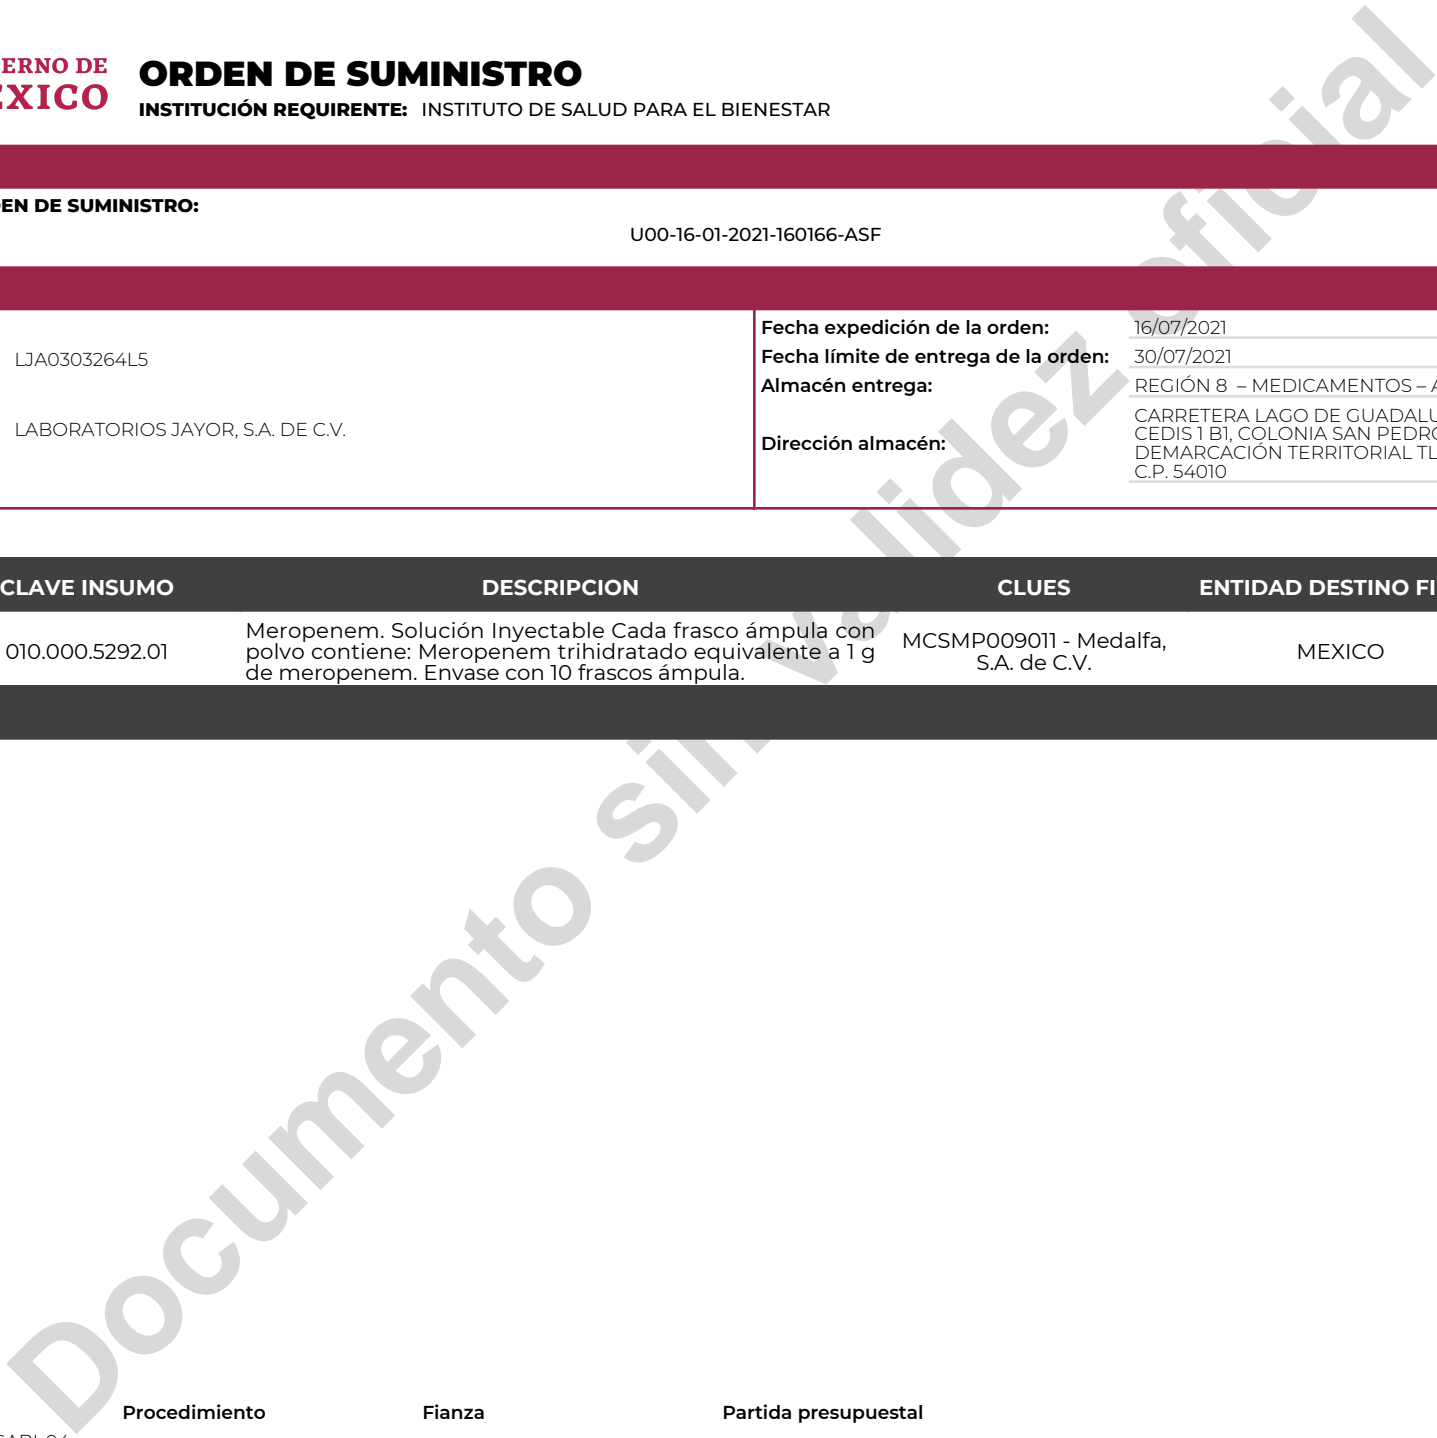 ERNO DE
ORDEN DE SUMINISTRO
EXICO
INSTITUCIÓN REQUIRENTE: INSTITUTO DE SALUD PARA EL BIENESTAR
EN DE SUMINISTRO:
U00-16-01-2021-160166-ASF
LJA0303264L5
LABORATORIOS JAYOR, S.A. DE C.V.
Fecha expedición de la orden: 16/07/2021
Fecha límite de entrega de la orden: 30/07/2021
Almacén entrega: REGIÓN 8 – MEDICAMENTOS – A
Dirección almacén:
CARRETERA LAGO DE GUADALU
CEDIS 1 B1, COLONIA SAN PEDRO
DEMARCACIÓN TERRITORIAL TL
C.P. 54010
CLAVE INSUMO DESCRIPCION CLUES ENTIDAD DESTINO FI
010.000.5292.01
Meropenem. Solución Inyectable Cada frasco ámpula con
polvo contiene: Meropenem trihidratado equivalente a 1 g
de meropenem. Envase con 10 frascos ámpula.
MCSMP009011 - Medalfa,
S.A. de C.V.
MEXICO
Procedimiento Fianza Partida presupuestal
Documento sin validez oficial